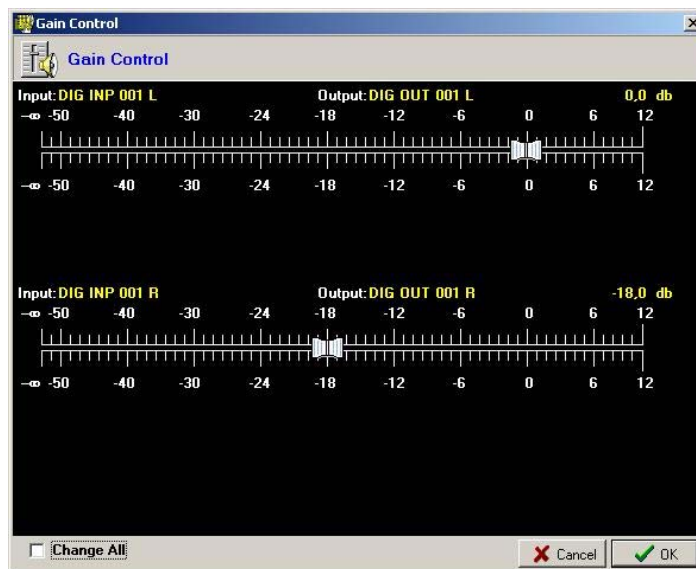 Gain Control
Gain Control
Input: DIG INP 001 L Output: DIG OUT 001 L 0,0 db
-∞ -50 -40 -30 -24 -18 -12 -6 0 6 12
-∞ -50 -40 -30 -24 -18 -12 -6 0 6 12
Input: DIG INP 001 R Output: DIG OUT 001 R -18,0 db
-∞ -50 -40 -30 -24 -18 -12 -6 0 6 12
-∞ -50 -40 -30 -24 -18 -12 -6 0 6 12
Change All Cancel OK